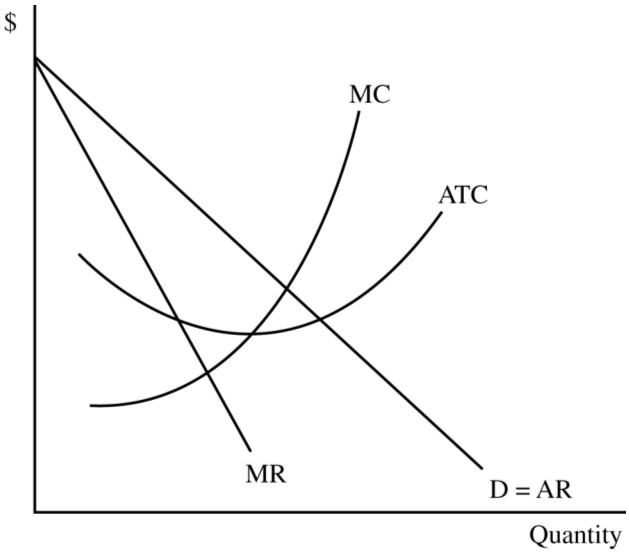 $
MC
ATC
MR
D = AR
Quantity